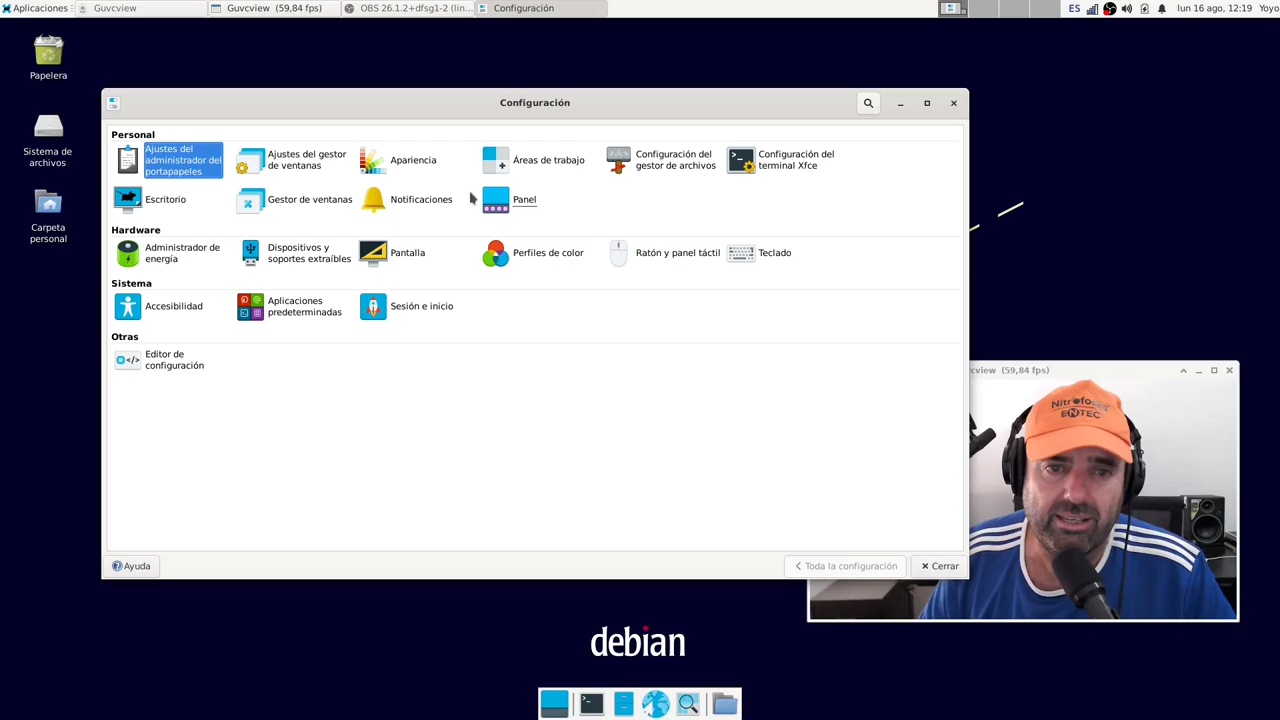 Aplicaciones
Guvcview
Guvcview (59,84 fps)
OBS 26.1.2+dfsg1-2 (lin...
Configuración
ES
lun 16 ago, 12:19
Yoyo
Papelera
Sistema de
archivos
Carpeta
personal
Configuración
Personal
Ajustes del
administrador del
portapapeles
Ajustes del gestor
de ventanas
Apariencia
Áreas de trabajo
Configuración del
gestor de archivos
Configuración del
terminal Xfce
Escritorio
Gestor de ventanas
Notificaciones
Panel
Hardware
Administrador de
energía
Dispositivos y
soportes extraíbles
Pantalla
Perfiles de color
Ratón y panel táctil
Teclado
Sistema
Accesibilidad
Aplicaciones
predeterminadas
Sesión e inicio
Otras
Editor de
configuración
Ayuda
Toda la configuración
Cerrar
vcview (59,84 fps)
ENTEC
debian